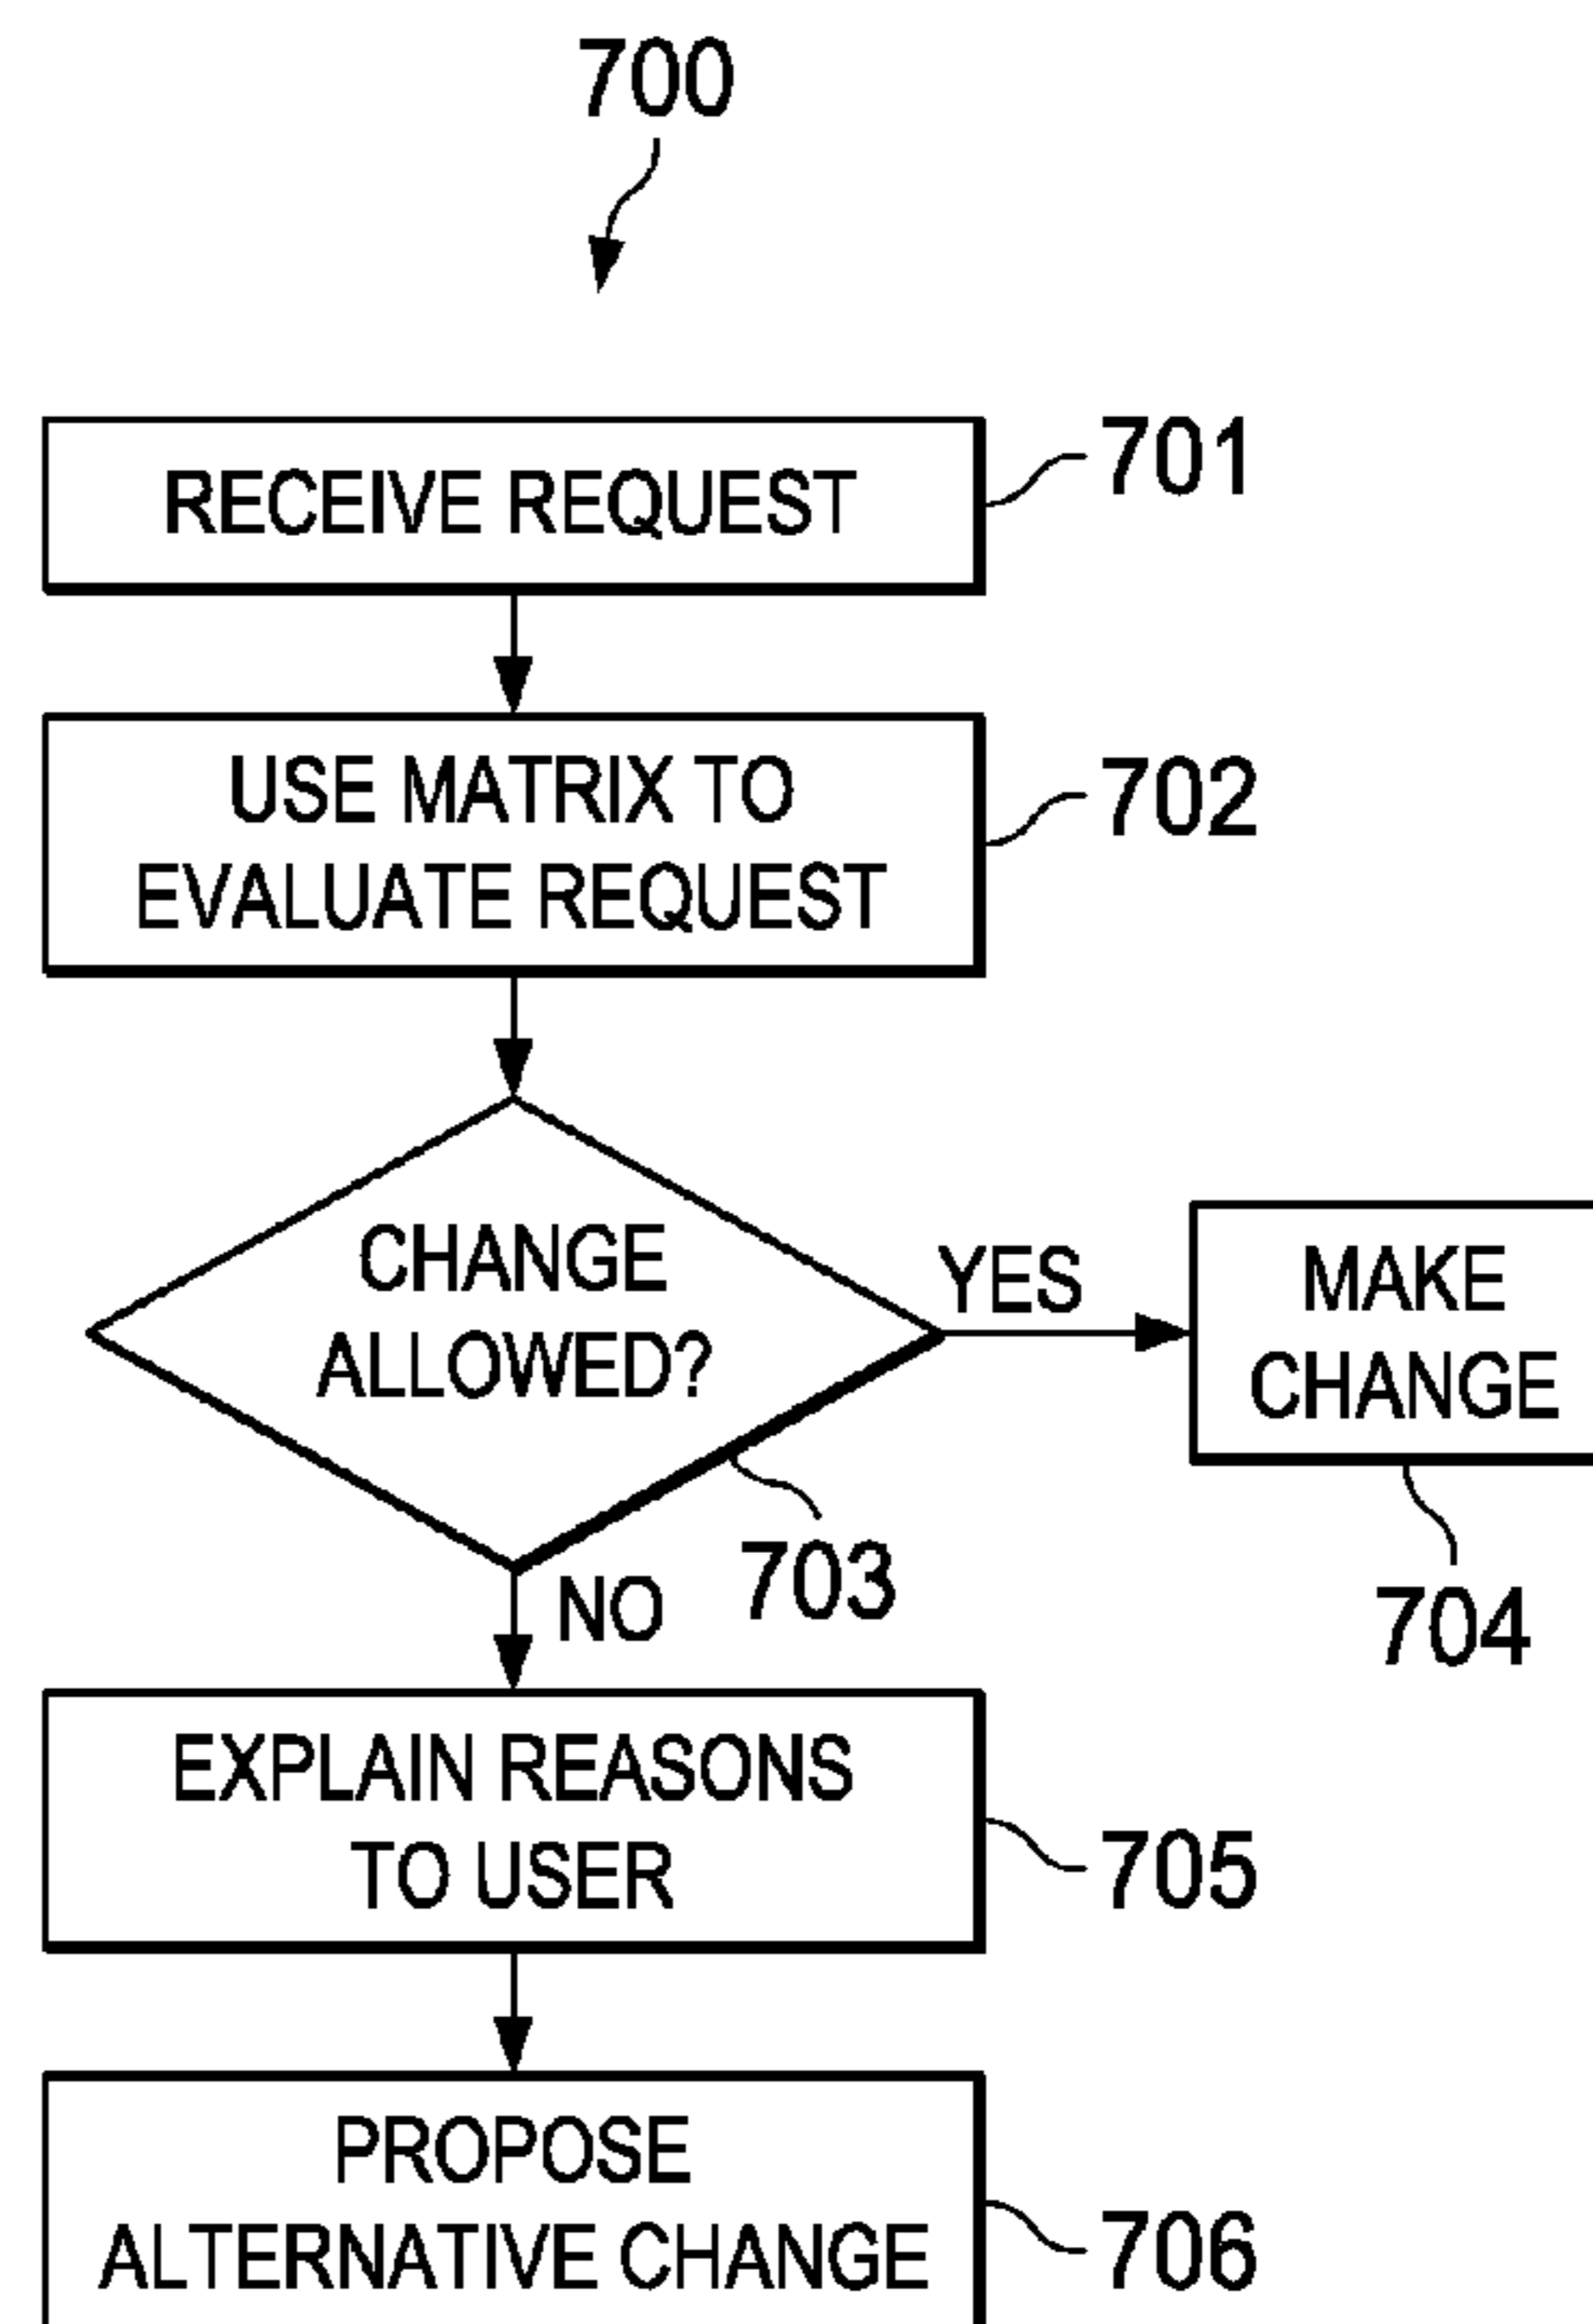 700
RECEIVE REQUEST
701
USE MATRIX TO
EVALUATE REQUEST
702
CHANGE
ALLOWED?
YES
MAKE
CHANGE
NO
703
704
EXPLAIN REASONS
TO USER
705
PROPOSE
ALTERNATIVE CHANGE
706